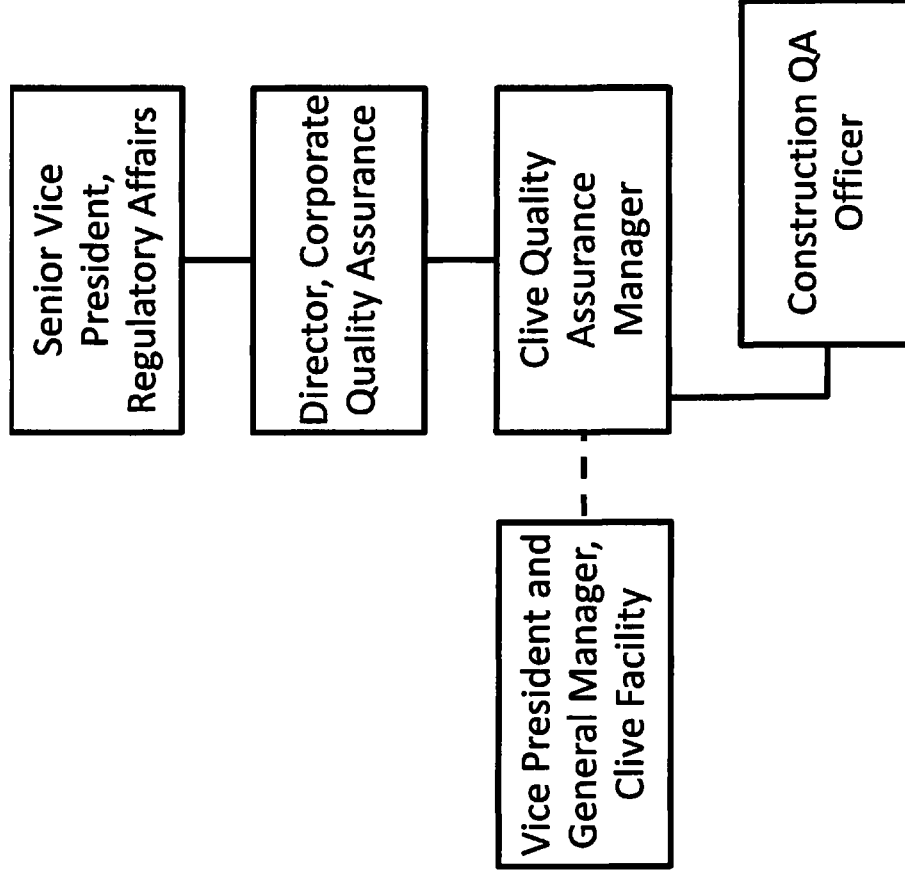 Senior Vice
President,
Regulatory Affairs
Director, Corporate
Quality Assurance
Vice President and
General Manager,
Clive Facility
Clive Quality
Assurance
Manager
Construction QA
Officer